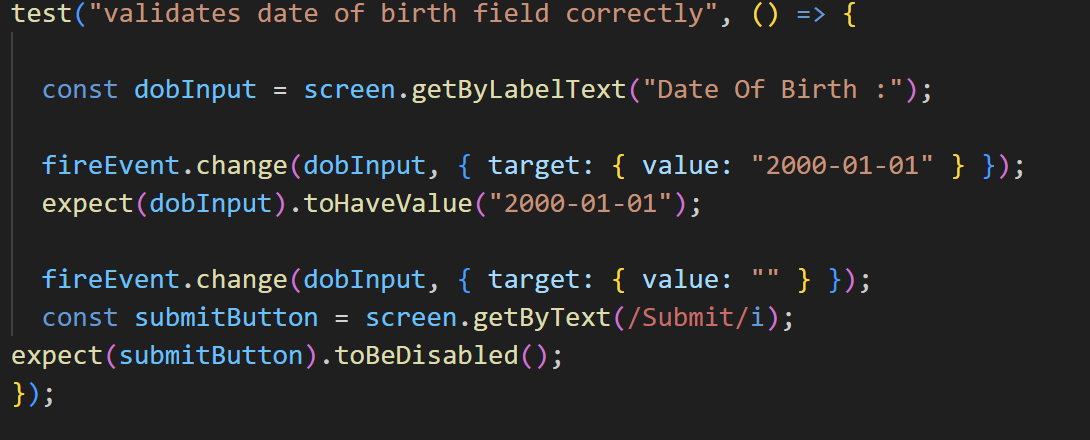 test("validates date of birth field correctly", () => {
const dobInput = screen.getByLabelText("Date Of Birth :");
fireEvent.change(dobInput, { target: { value: "2000-01-01" } });
expect(dobInput).toHaveValue("2000-01-01");
fireEvent.change(dobInput, { target: { value: "" } });
const submitButton = screen.getByText(/Submit/i);
expect(submitButton).toBeDisabled();
});